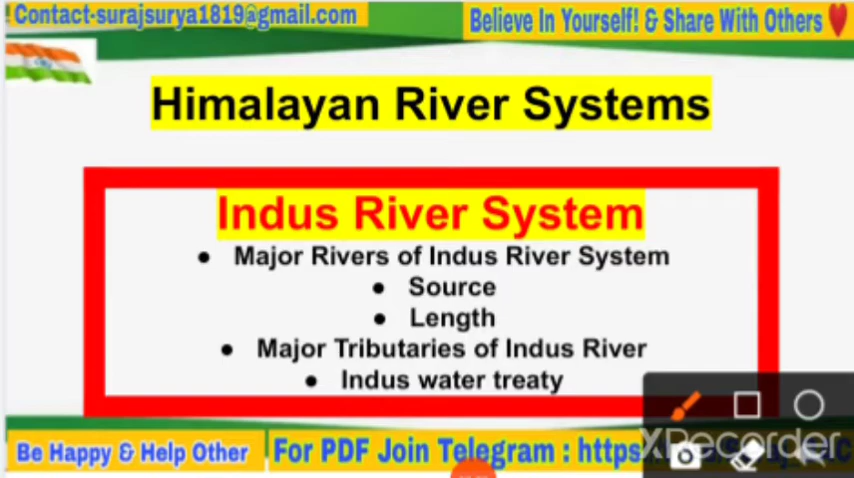 Contact-surajsurya1819@gmail.com
Believe In Yourself! & Share With Others
Himalayan River Systems
Indus River System
● Major Rivers of Indus River System
● Source
● Length
● Major Tributaries of Indus River
● Indus water treaty
XRecorder
Be Happy & Help Other
For PDF Join Telegram : https